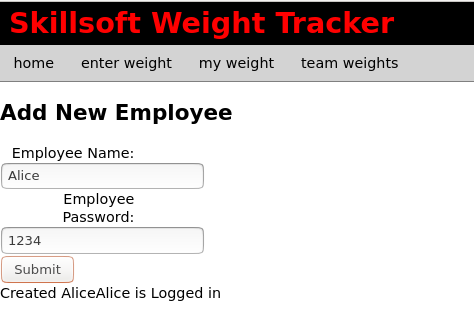 Skillsoft Weight Tracker
home enter weight my weight team weights
Add New Employee
Employee Name:
Alice
Employee
Password:
1234
Submit
Created AliceAlice is Logged in